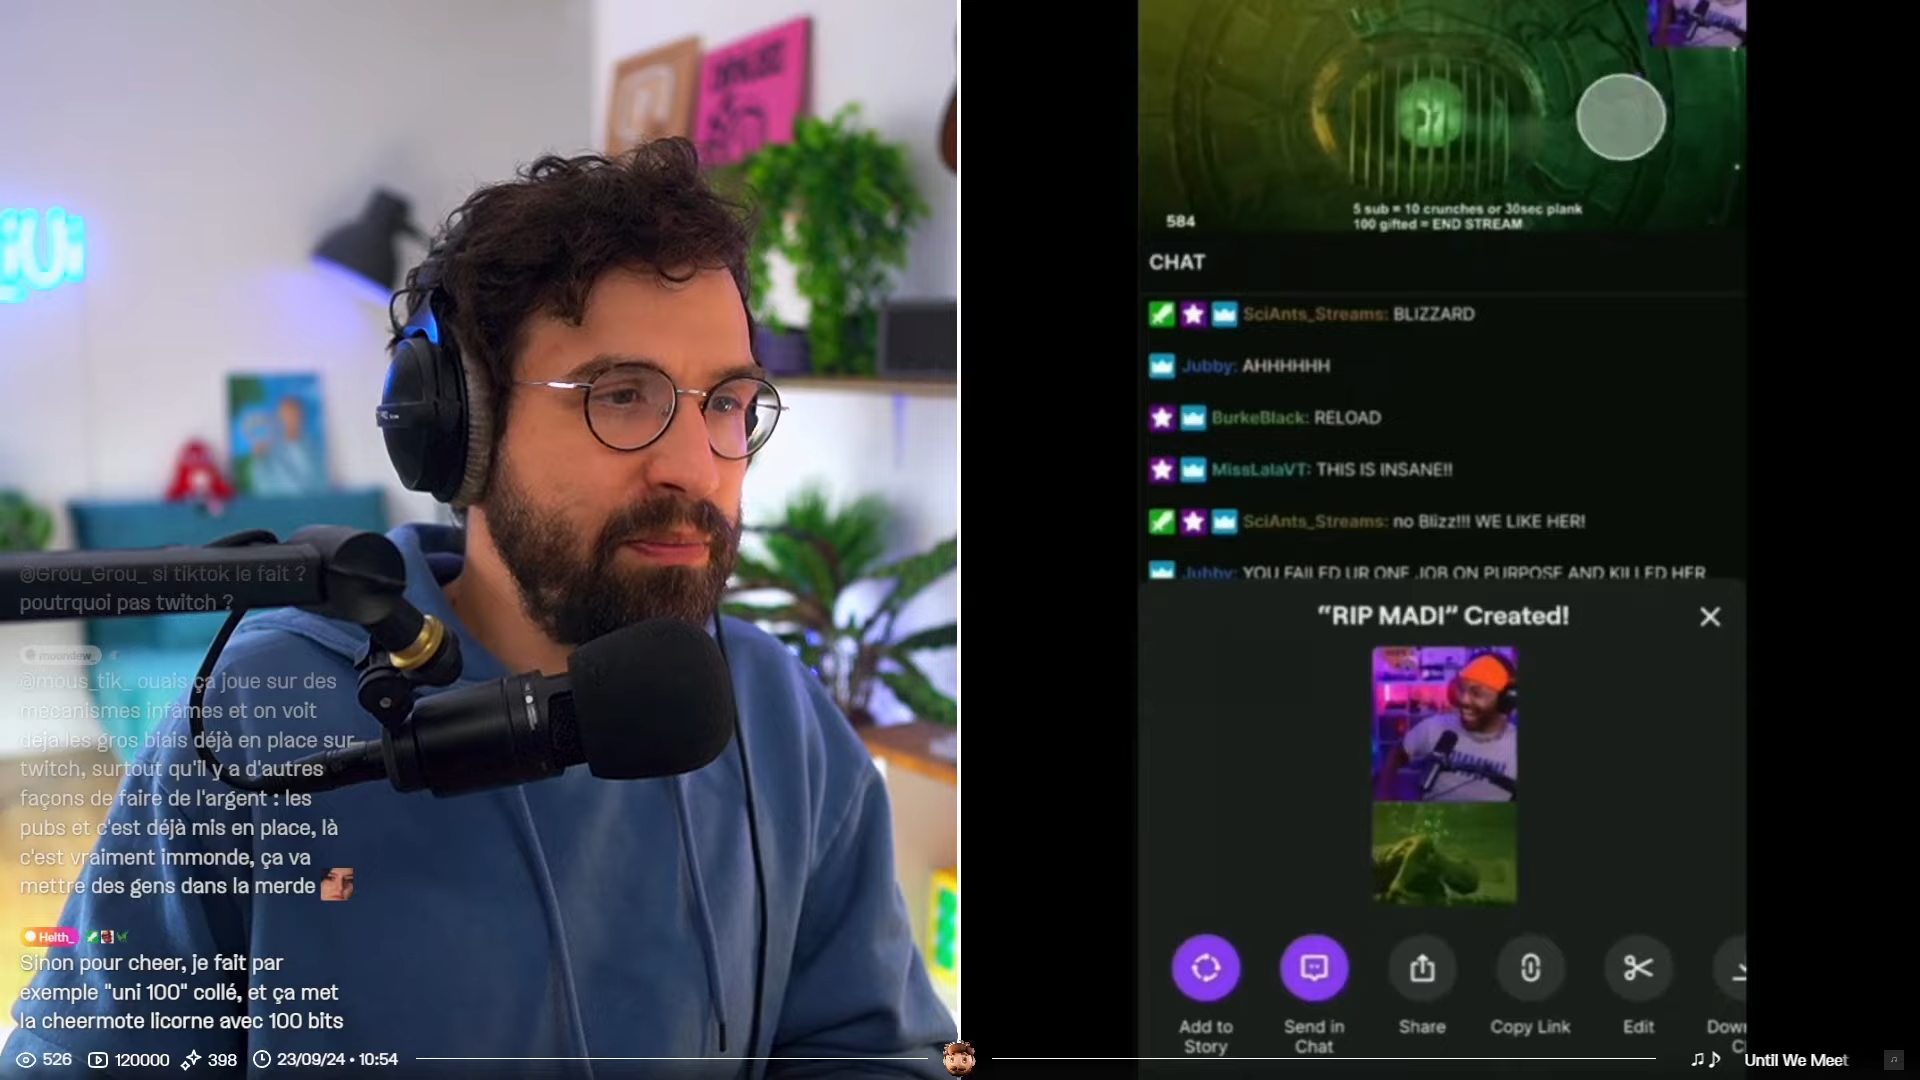 @Grou_Grou_ si tiktok le fait ?
poutrquoi pas twitch ?
moondew_
@mous_tik_ ouais ça joue sur des
mécanismes infâmes et on voit
déjà les gros biais déjà en place sur
twitch, surtout qu'il y a d'autres
façons de faire de l'argent : les
pubs et c'est déjà mis en place, là
c'est vraiment immonde, ça va
mettre des gens dans la merde
Helth_
Sinon pour cheer, je fait par
exemple "uni 100" collé, et ça met
la cheermote licorne avec 100 bits
526
120000
398
23/09/24 • 10:54
584
5 sub = 10 crunches or 30sec plank
100 gifted = END STREAM
CHAT
SciAnts_Streams: BLIZZARD
Jubby: AHHHHHH
BurkeBlack: RELOAD
MissLalaVT: THIS IS INSANE!!
SciAnts_Streams: no Blizz!!! WE LIKE HER!
Jubby: YOU FAILED UR ONE JOB ON PURPOSE AND KILLED HER
"RIP MADI" Created!
Add to
Story
Send in
Chat
Share
Copy Link
Edit
Until We Meet